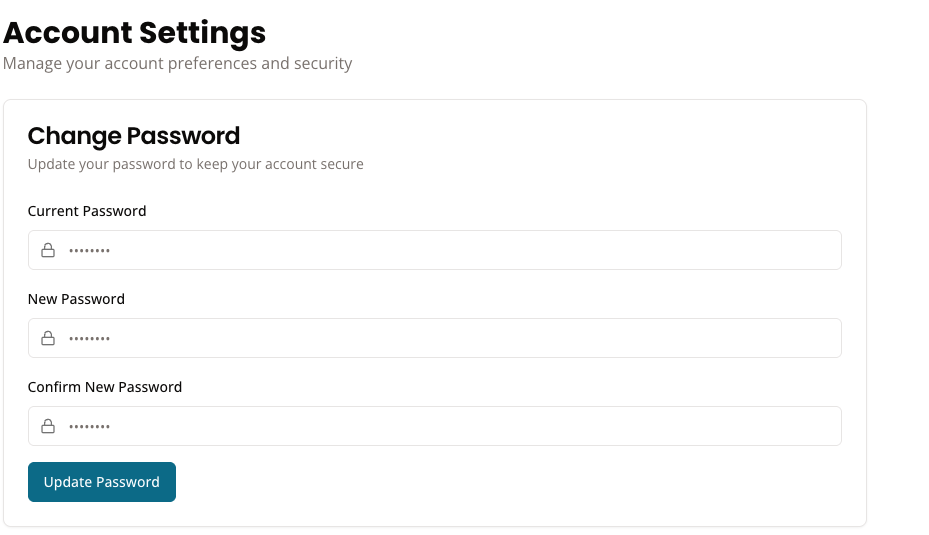 Account Settings
Manage your account preferences and security
Change Password
Update your password to keep your account secure
Current Password
••••••••
New Password
••••••••
Confirm New Password
••••••••
Update Password